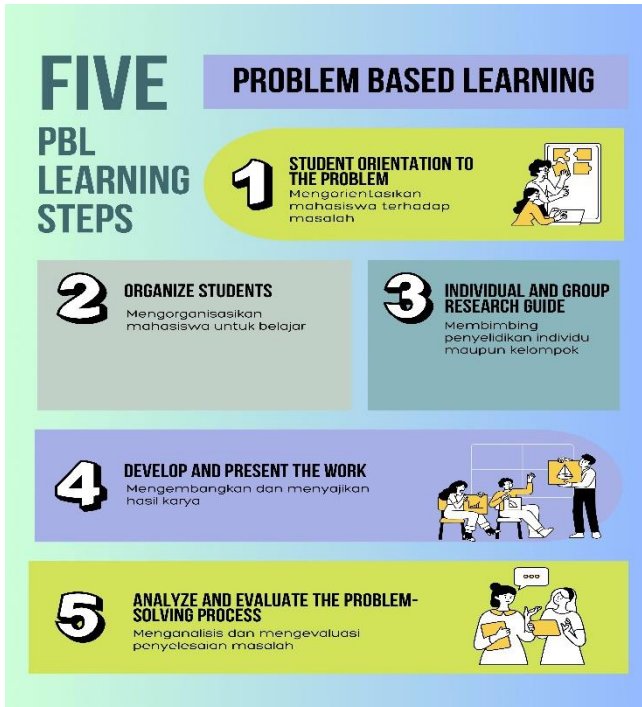 FIVE
PBL
LEARNING
STEPS
PROBLEM BASED LEARNING
1
STUDENT ORIENTATION TO
THE PROBLEM
Mengorientasikan
mahasiswa terhadap
masalah
2
ORGANIZE STUDENTS
Mengorganisasikan
mahasiswa untuk belajar
3
INDIVIDUAL AND GROUP
RESEARCH GUIDE
Membimbing
penyelidikan individu
maupun kelompok
4
DEVELOP AND PRESENT THE WORK
Mengembangkan dan menyajikan
hasil karya
5
ANALYZE AND EVALUATE THE PROBLEM-
SOLVING PROCESS
Menganalisis dan mengevaluasi
penyelesaian masalah